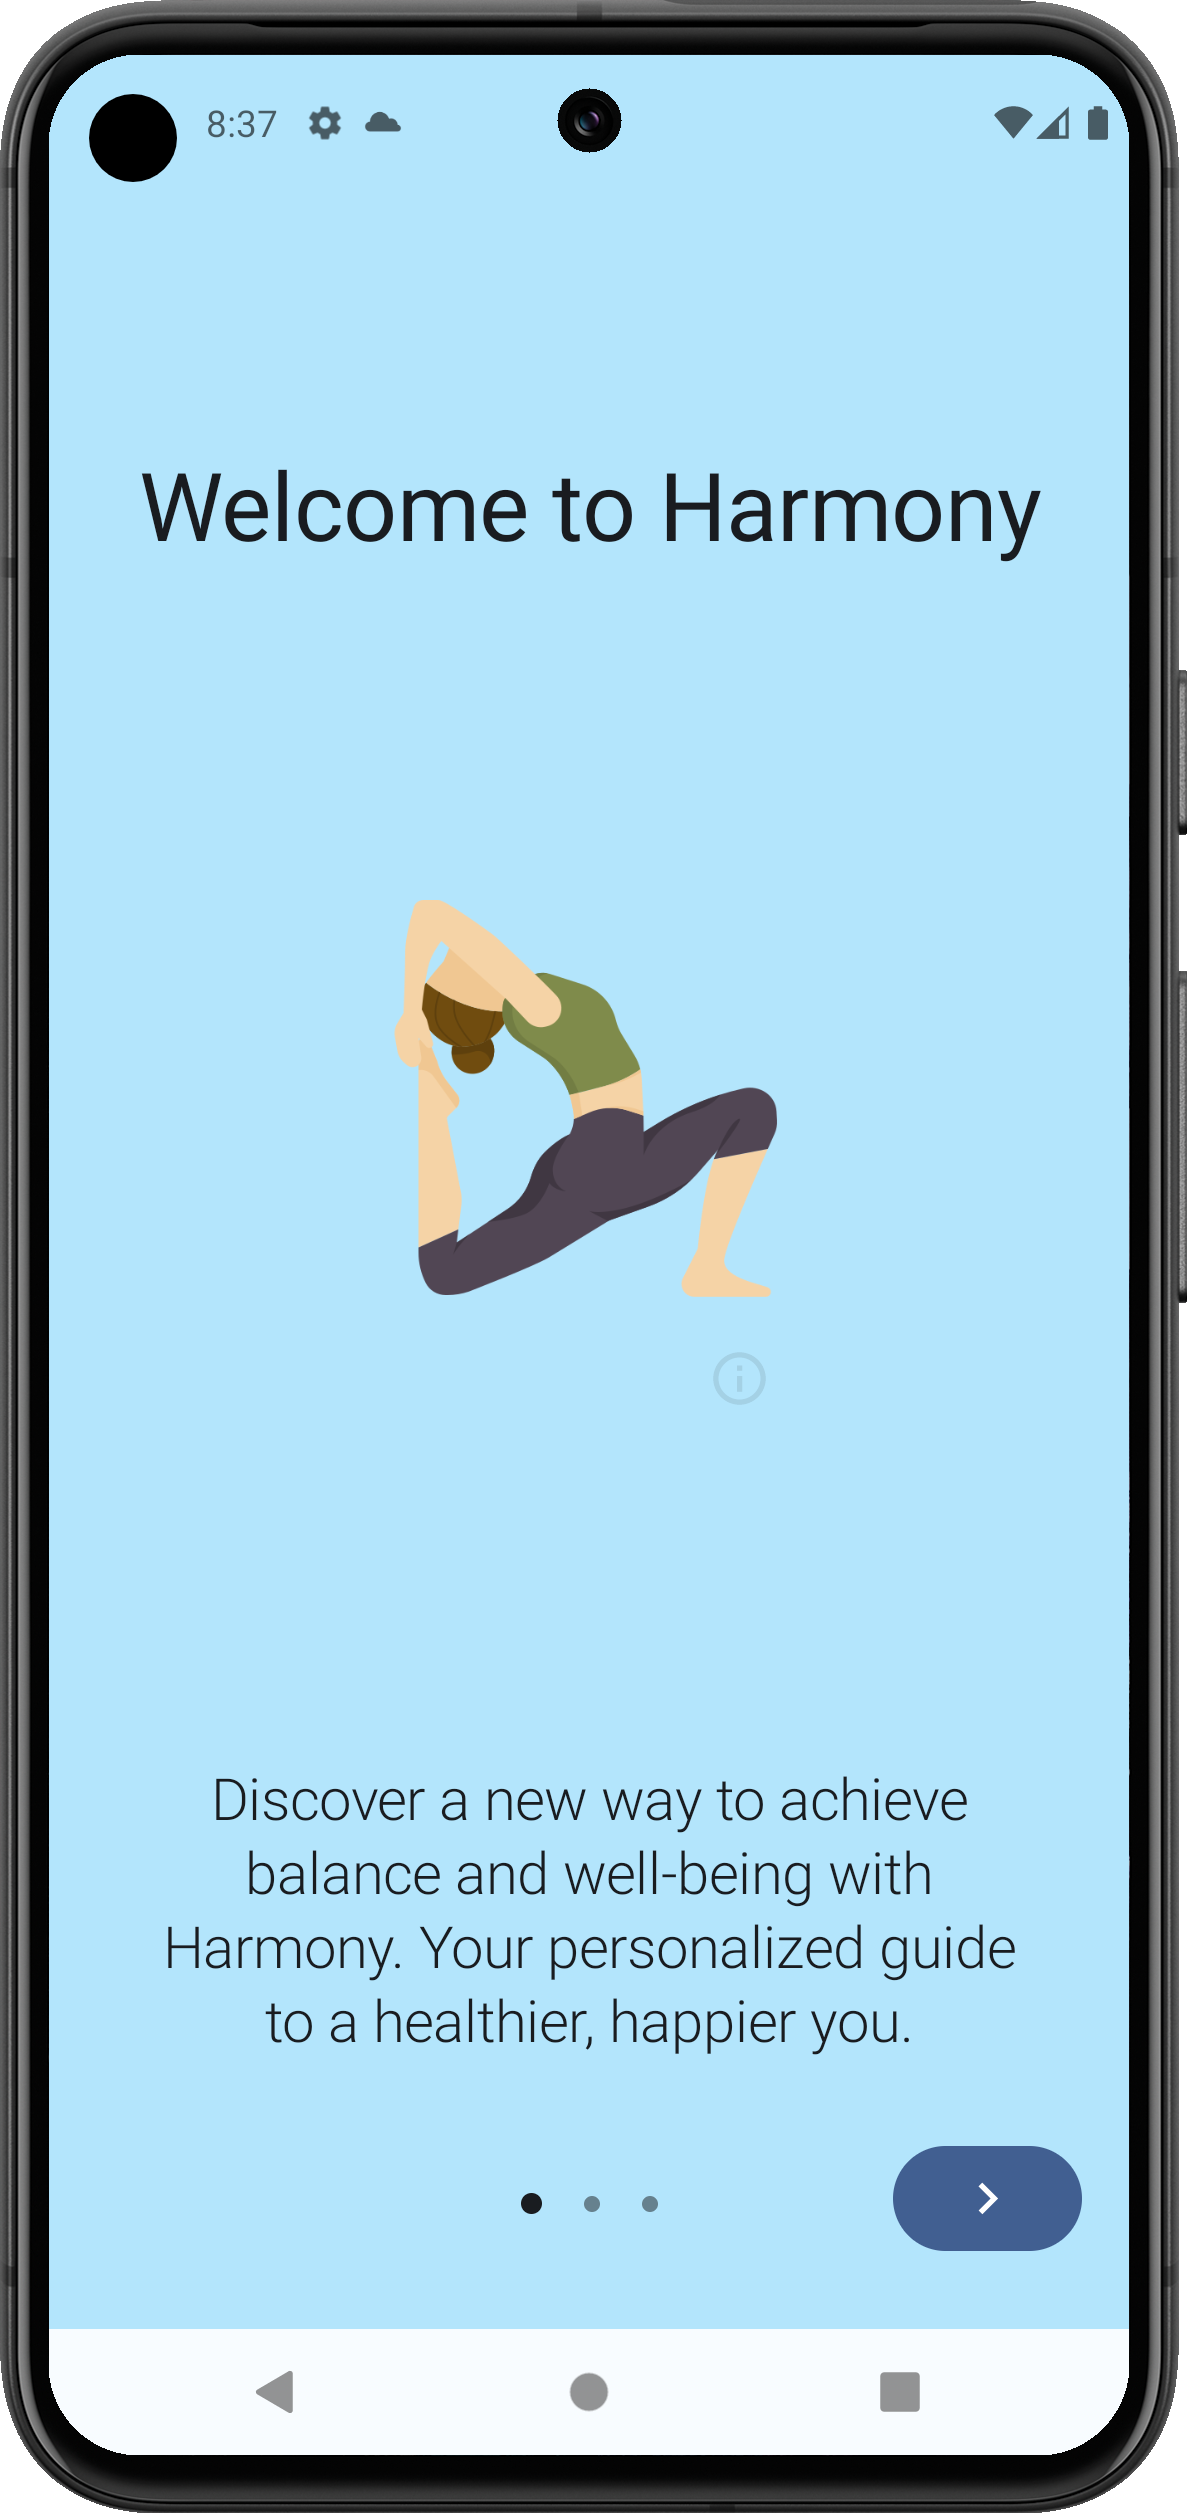 8:37
Welcome to Harmony
Discover a new way to achieve
balance and well-being with
Harmony. Your personalized guide
to a healthier, happier you.